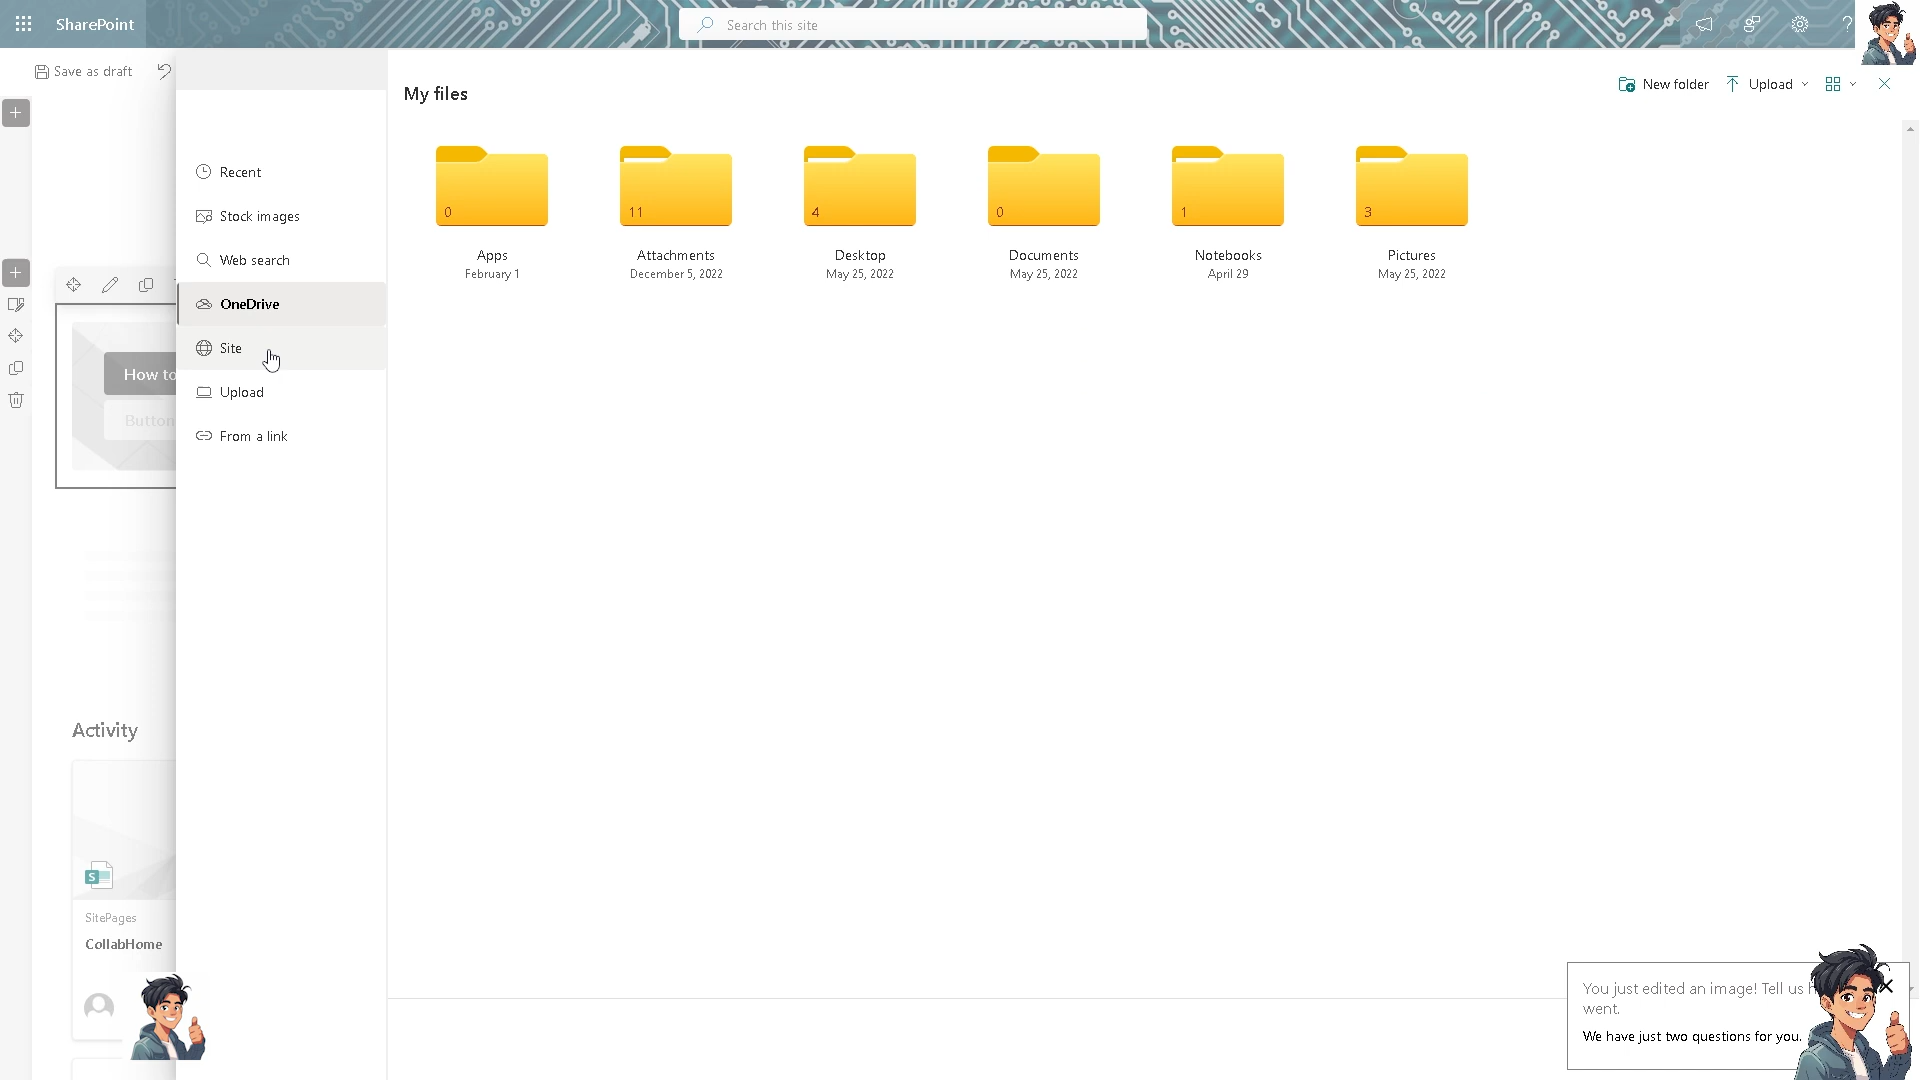 SharePoint
Search this site
Save as draft
My files
New folder
Upload
Recent
Stock images
Web search
OneDrive
Site
Upload
From a link
0
11
4
0
1
3
Apps
Attachments
Desktop
Documents
Notebooks
Pictures
February 1
December 5, 2022
May 25, 2022
May 25, 2022
April 29
May 25, 2022
How to
Button
Activity
SitePages
CollabHome
You just edited an image! Tell us
went.
We have just two questions for you.